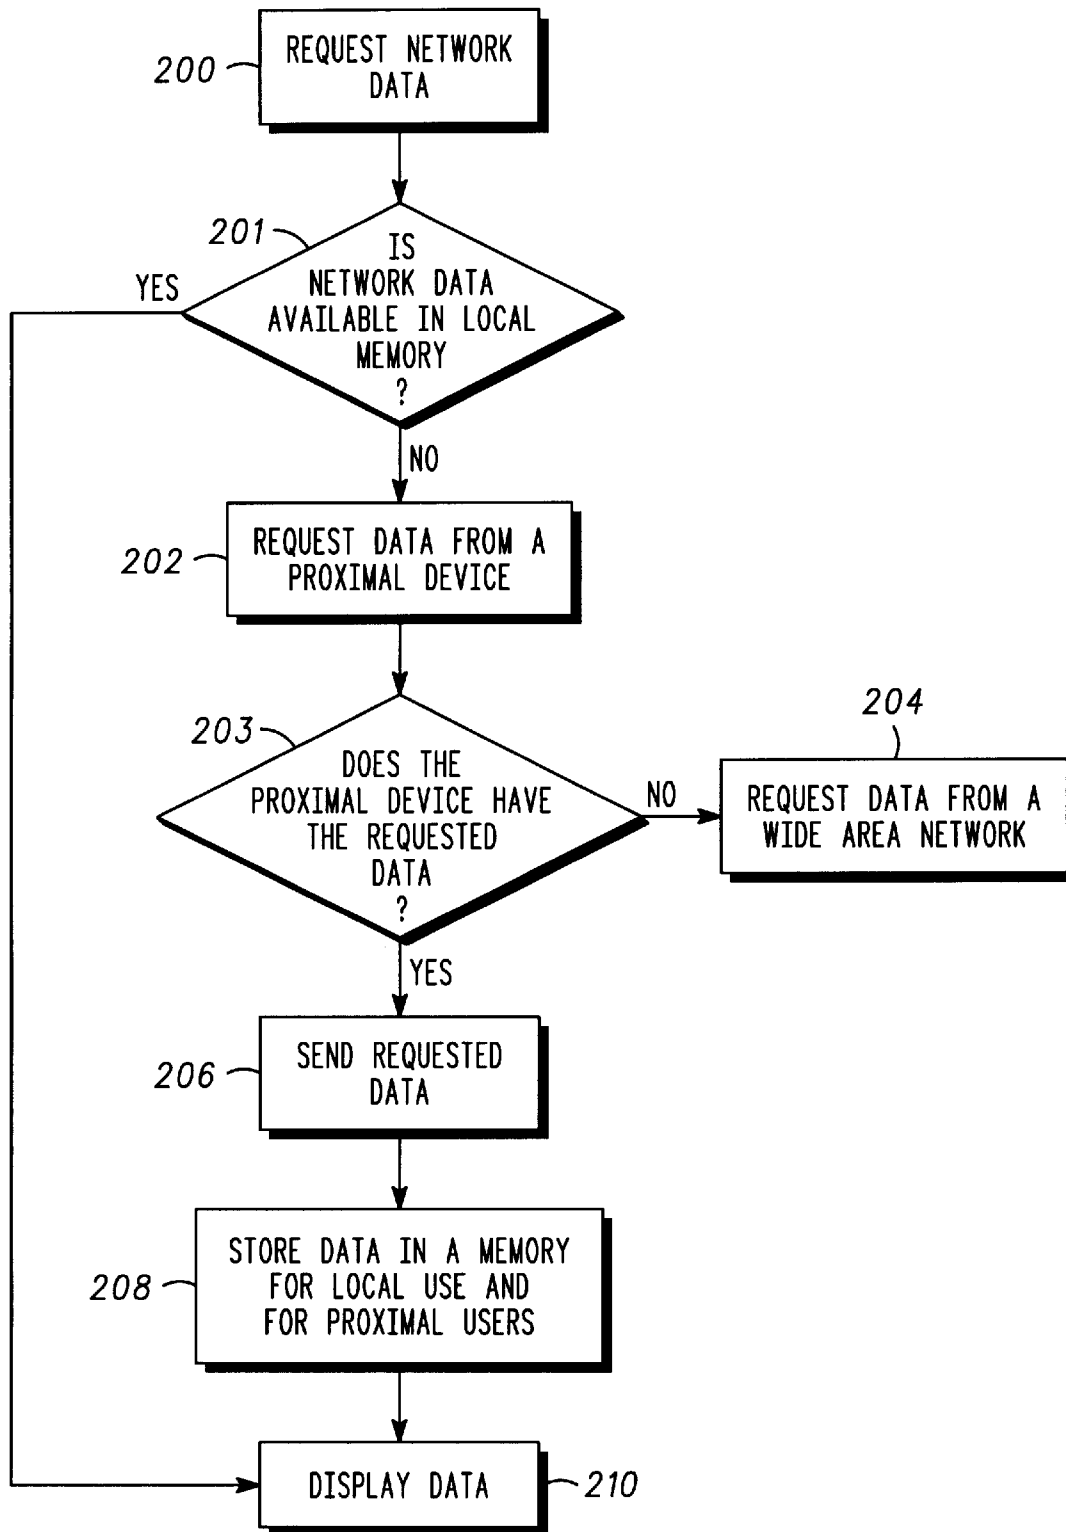 200
REQUEST NETWORK
DATA
201
IS
NETWORK DATA
AVAILABLE IN LOCAL
MEMORY
?
YES
NO
202
REQUEST DATA FROM A
PROXIMAL DEVICE
203
DOES THE
PROXIMAL DEVICE HAVE
THE REQUESTED
DATA
?
NO
204
REQUEST DATA FROM A
WIDE AREA NETWORK
YES
206
SEND REQUESTED
DATA
208
STORE DATA IN A MEMORY
FOR LOCAL USE AND
FOR PROXIMAL USERS
DISPLAY DATA
210